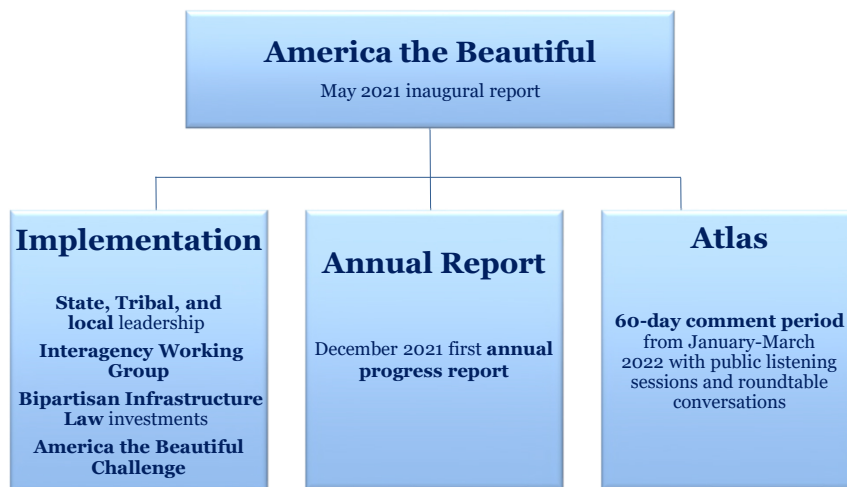 America the Beautiful
May 2021 inaugural report
Implementation
State, Tribal, and
local leadership
Interagency Working
Group
Bipartisan Infrastructure
Law investments
America the Beautiful
Challenge
Annual Report
December 2021 first annual
progress report
Atlas
60-day comment period
from January-March
2022 with public listening
sessions and roundtable
conversations